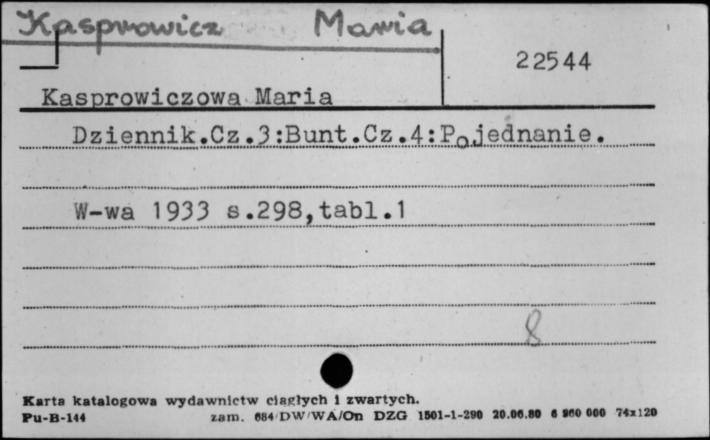 Kasprowicz Maria
22544
Kasprowiczowa Maria
Dziennik.Cz.3:Bunt.Cz.4:Pojednanie.
W-wa 1933 s.298,tabl.1
8
Karta katalogowa wydawnictw ciągłych i zwartych.
Pu-B-144 zam. 684/DW/WA/On DZG 1501-1-290 20.06.80 6 960 000 74x120